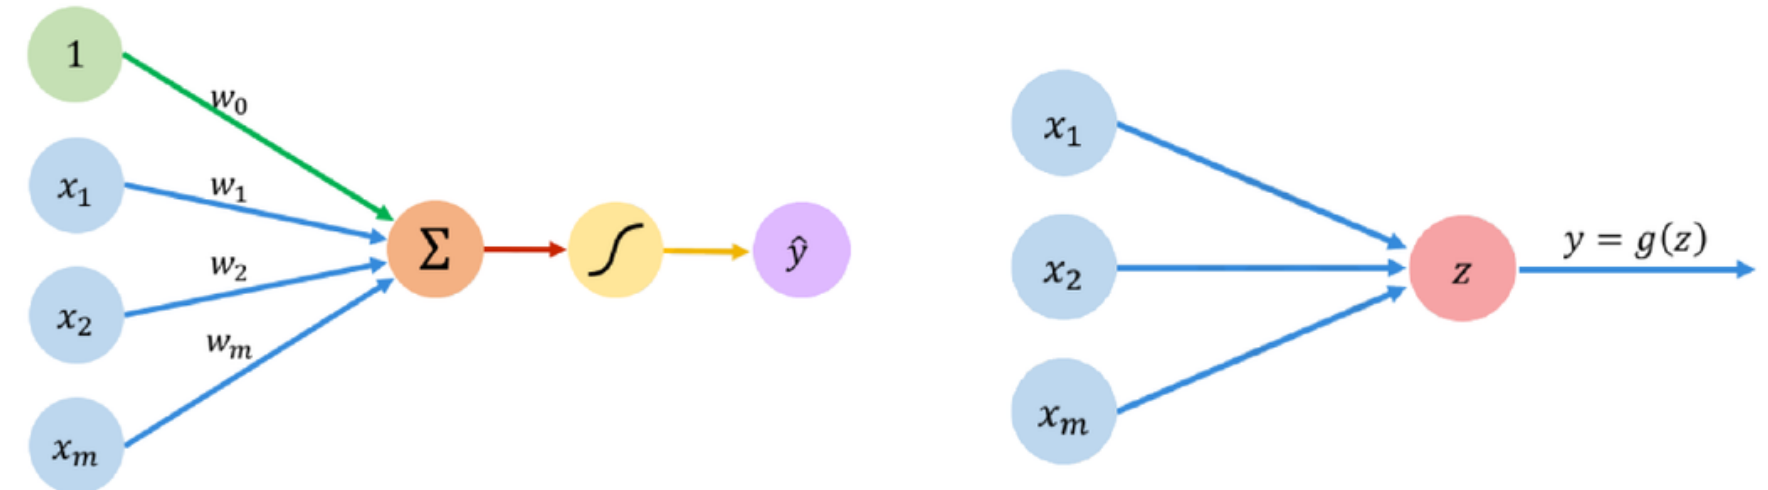 1
w₀
x₁
w₁
x₂
w₂
xₘ
wₘ
Σ
∫
ŷ
x₁
x₂
xₘ
z
y = g(z)